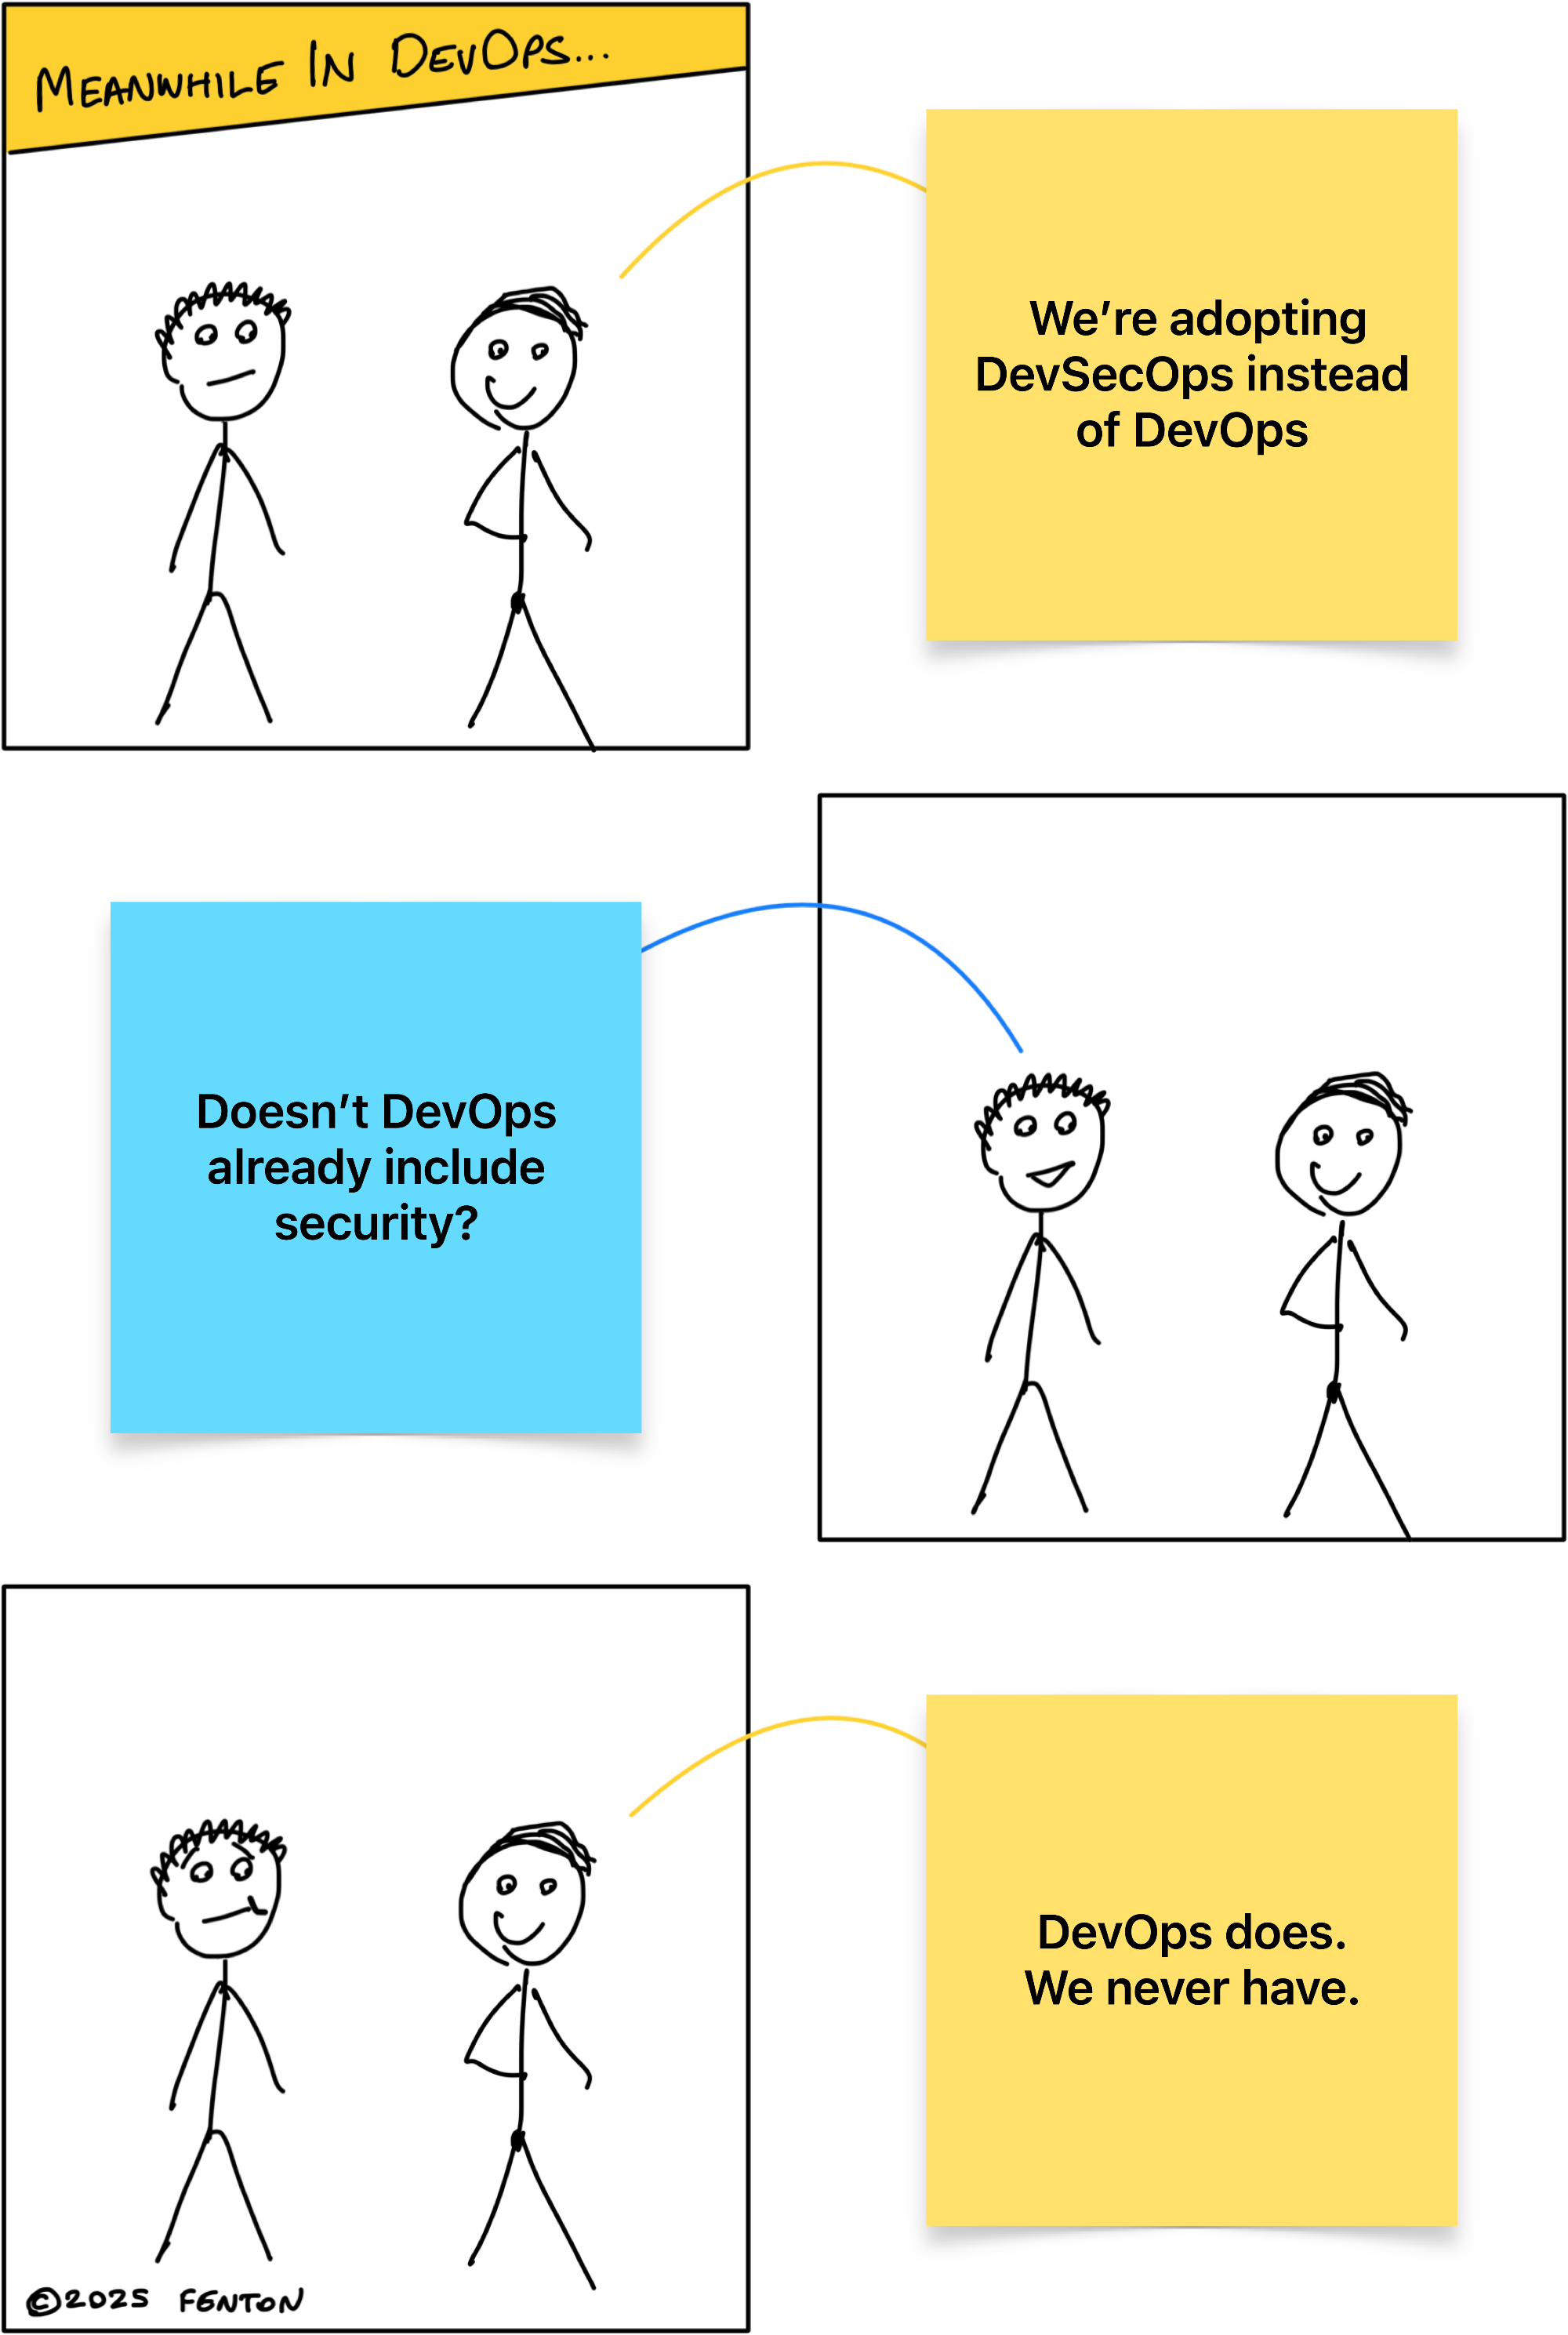 MEANWHILE IN DEVOPS...
We’re adopting
DevSecOps instead
of DevOps
Doesn’t DevOps
already include
security?
DevOps does.
We never have.
©2025 FENTON